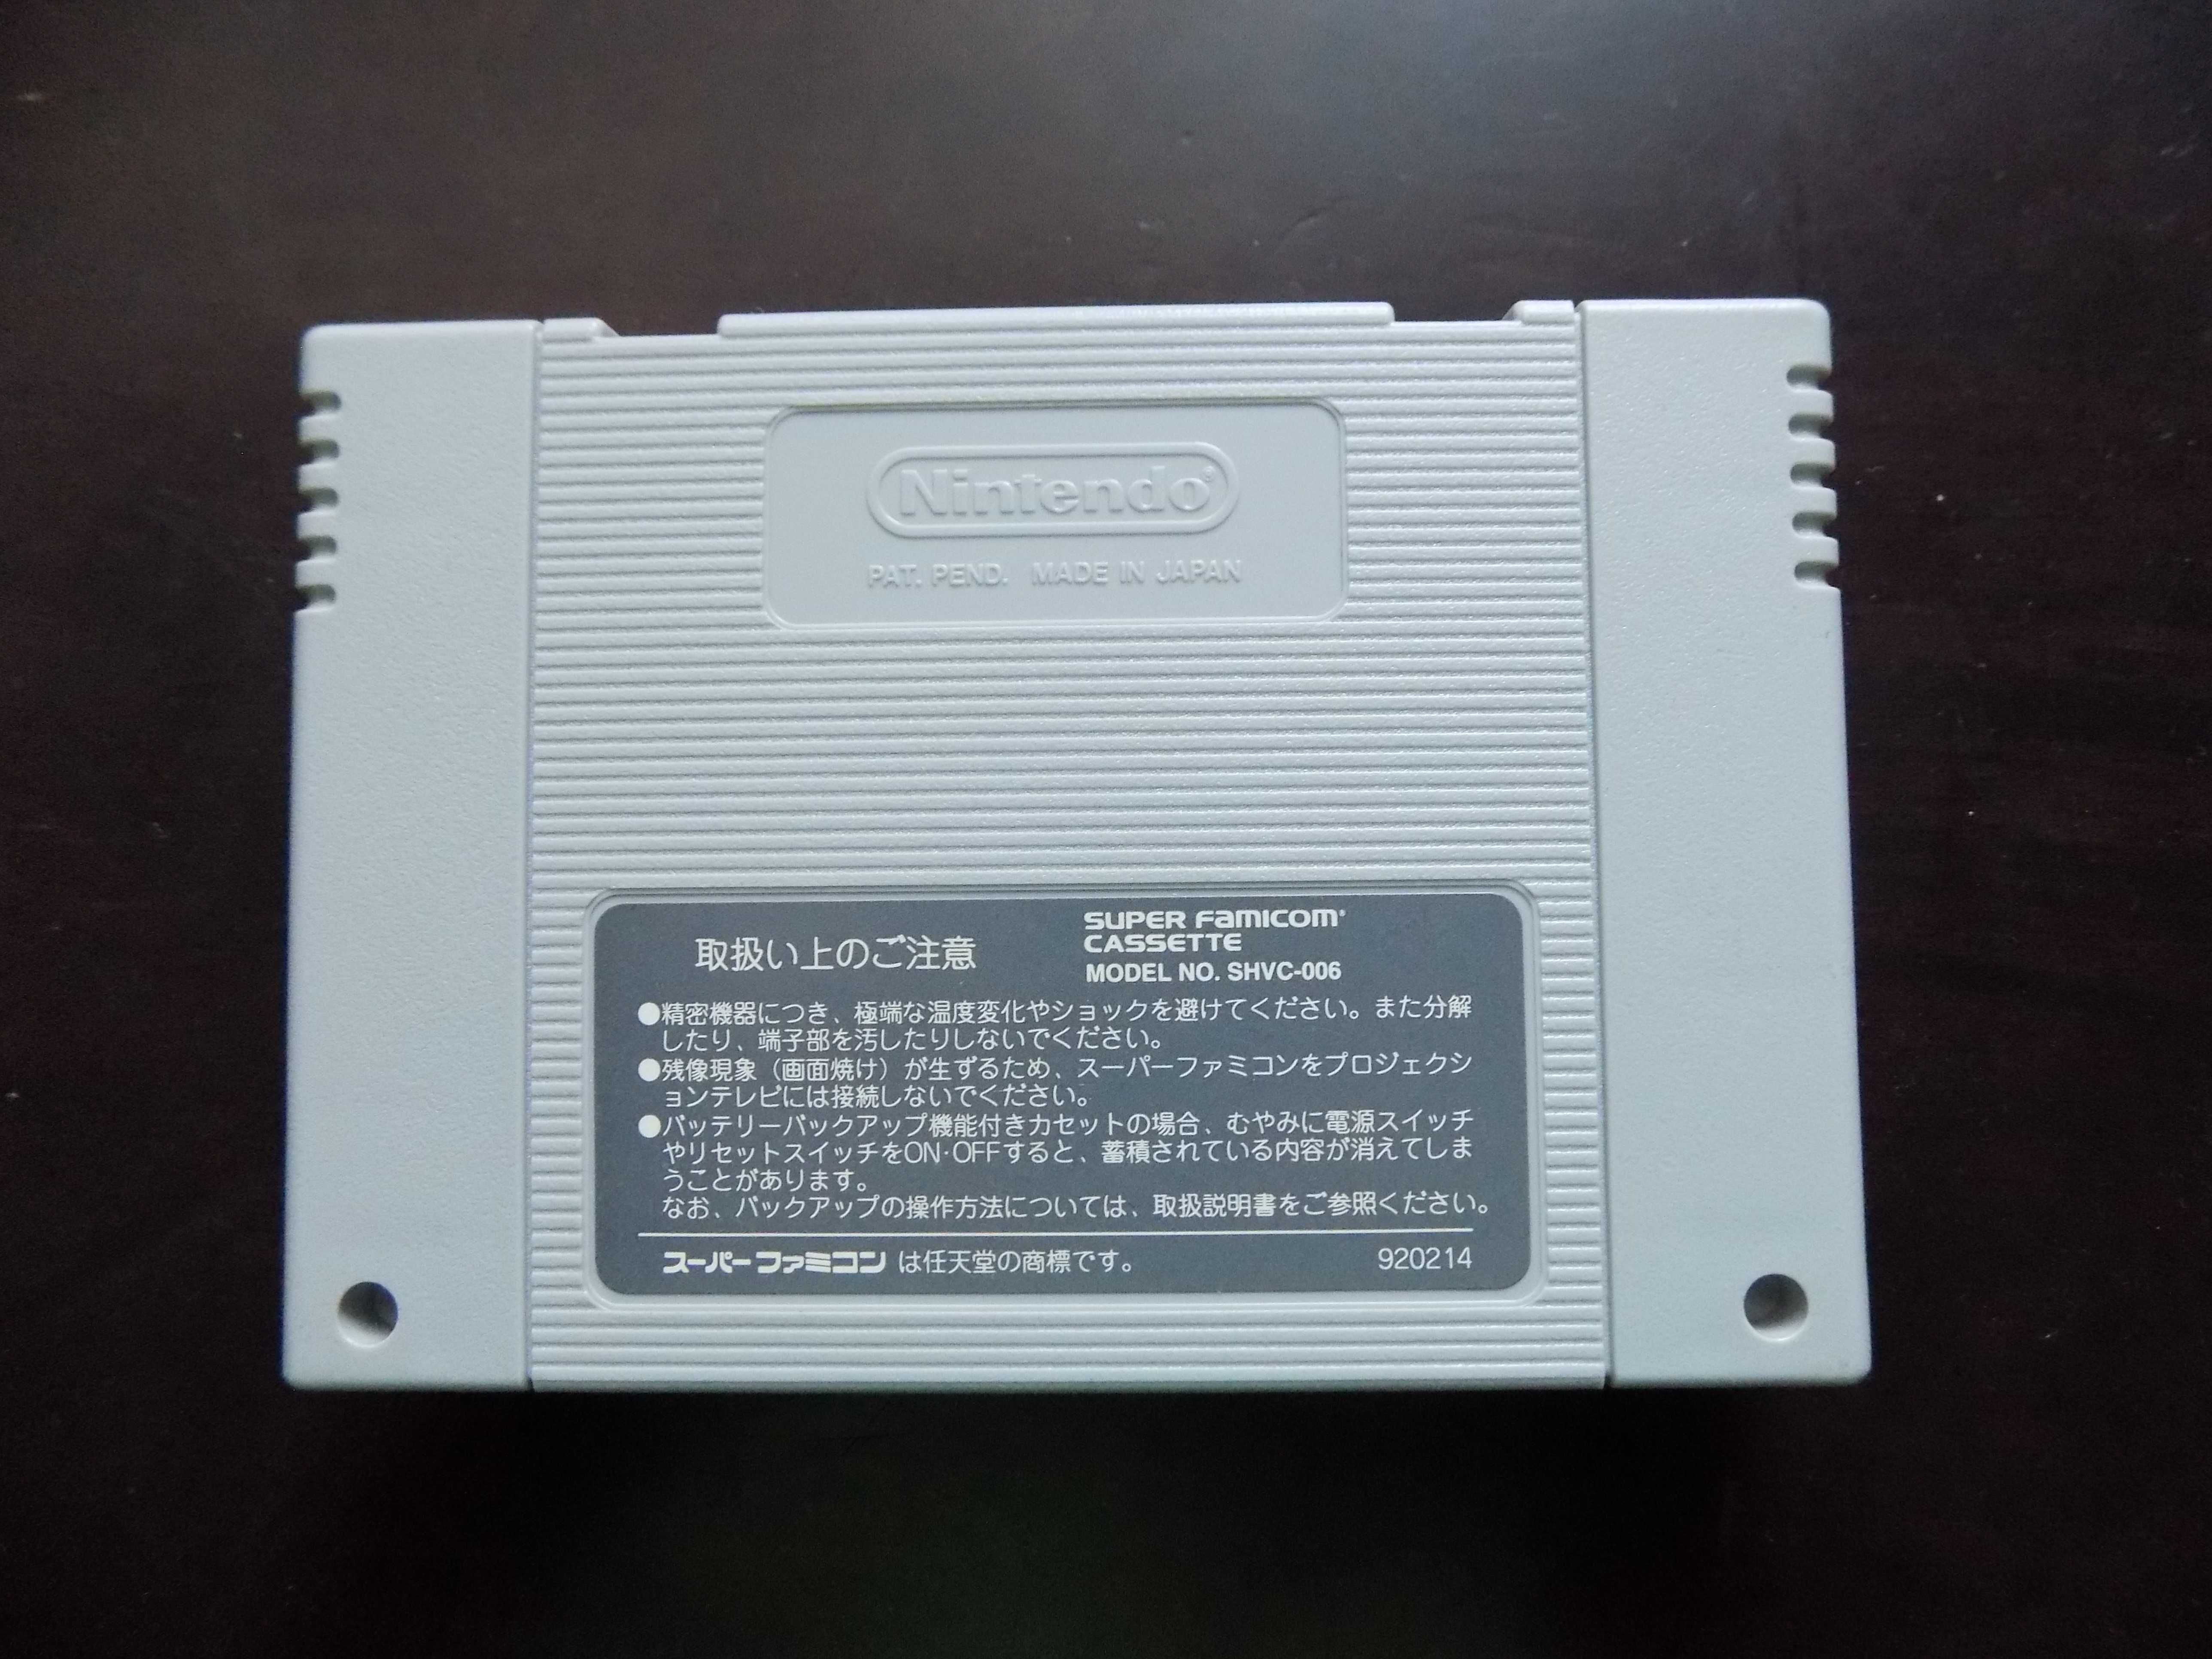 Nintendo®
PAT. PEND. MADE IN JAPAN
取扱い上のご注意
SUPER FAMICOM
CASSETTE
MODEL NO. SHVC-006
●精密機器につき、極端な温度変化やショックを避けてください。また分解
したり、端子部を汚したりしないでください。
●残像現象（画面焼け）が生ずるため、スーパーファミコンをプロジェクシ
ョンテレビには接続しないでください。
●バッテリーバックアップ機能付きカセットの場合、むやみに電源スイッチ
やリセットスイッチをON・OFFすると、蓄積されている内容が消えてしま
うことがあります。
なお、バックアップの操作方法については、取扱説明書をご参照ください。
スーパーファミコン は任天堂の商標です。 920214